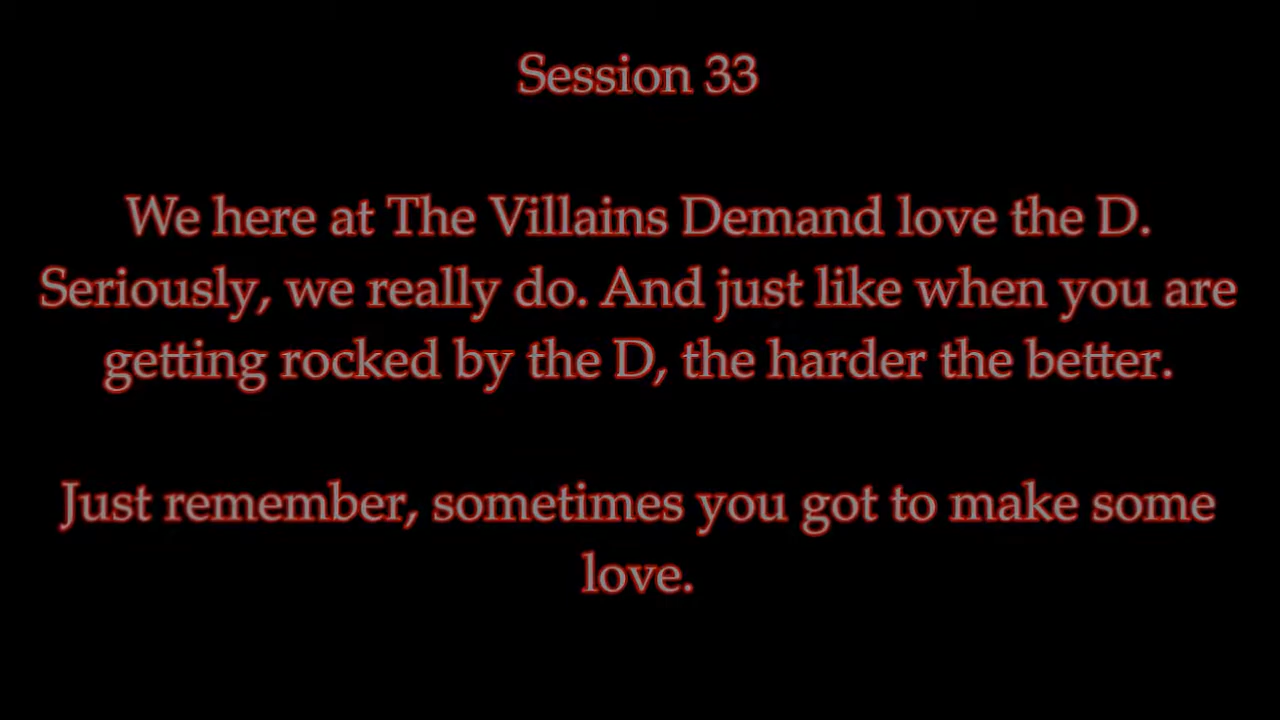 Session 33
We here at The Villains Demand love the D.
Seriously, we really do. And just like when you are
getting rocked by the D, the harder the better.
Just remember, sometimes you got to make some
love.